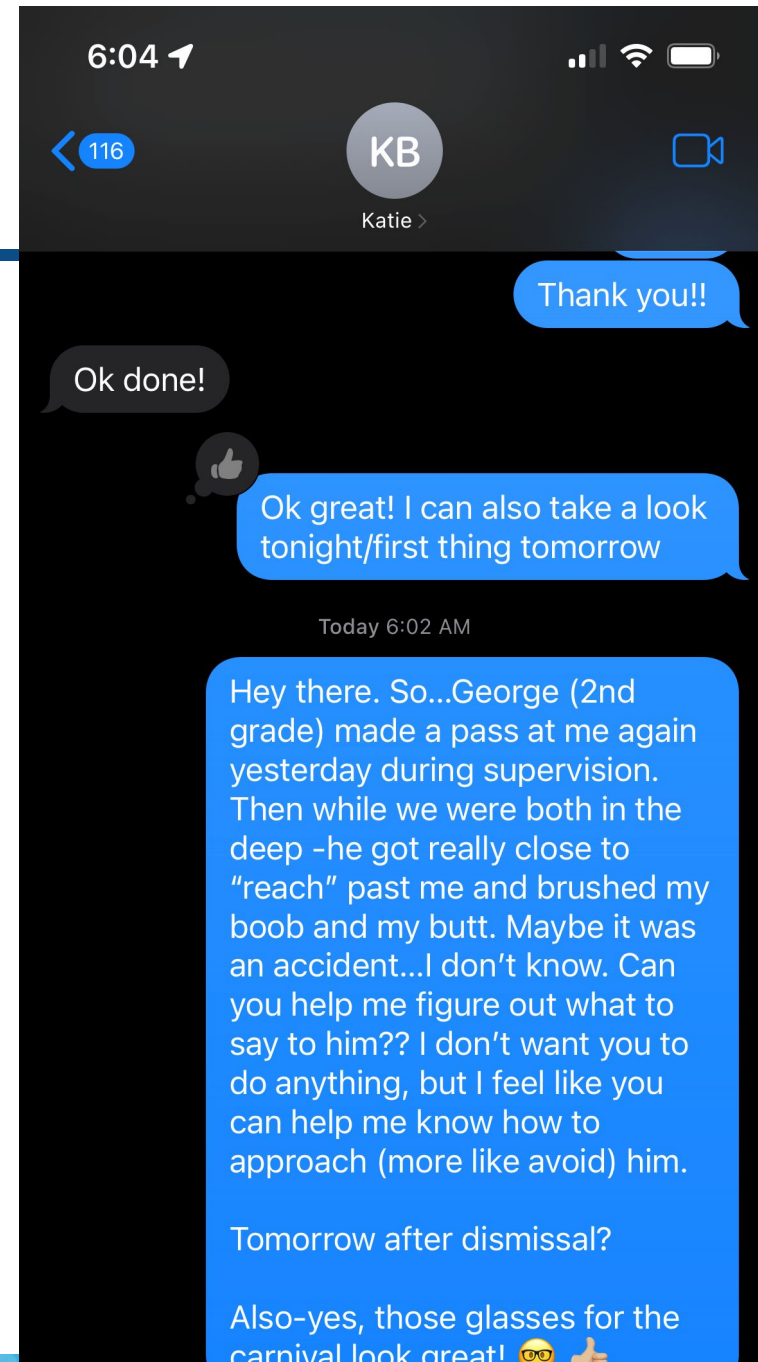 6:04
116
KB
Katie
Thank you!!
Ok done!
Ok great! I can also take a look
tonight/first thing tomorrow
Today 6:02 AM
Hey there. So...George (2nd
grade) made a pass at me again
yesterday during supervision.
Then while we were both in the
deep -he got really close to
“reach” past me and brushed my
boob and my butt. Maybe it was
an accident...I don’t know. Can
you help me figure out what to
say to him?? I don’t want you to
do anything, but I feel like you
can help me know how to
approach (more like avoid) him.
Tomorrow after dismissal?
Also-yes, those glasses for the
carnival look great! 🤓 👍🏼